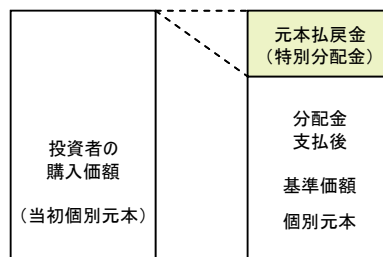 投資者の
購入価額
(当初個別元本)
元本払戻金
(特別分配金)
分配金
支払後
基準価額
個別元本